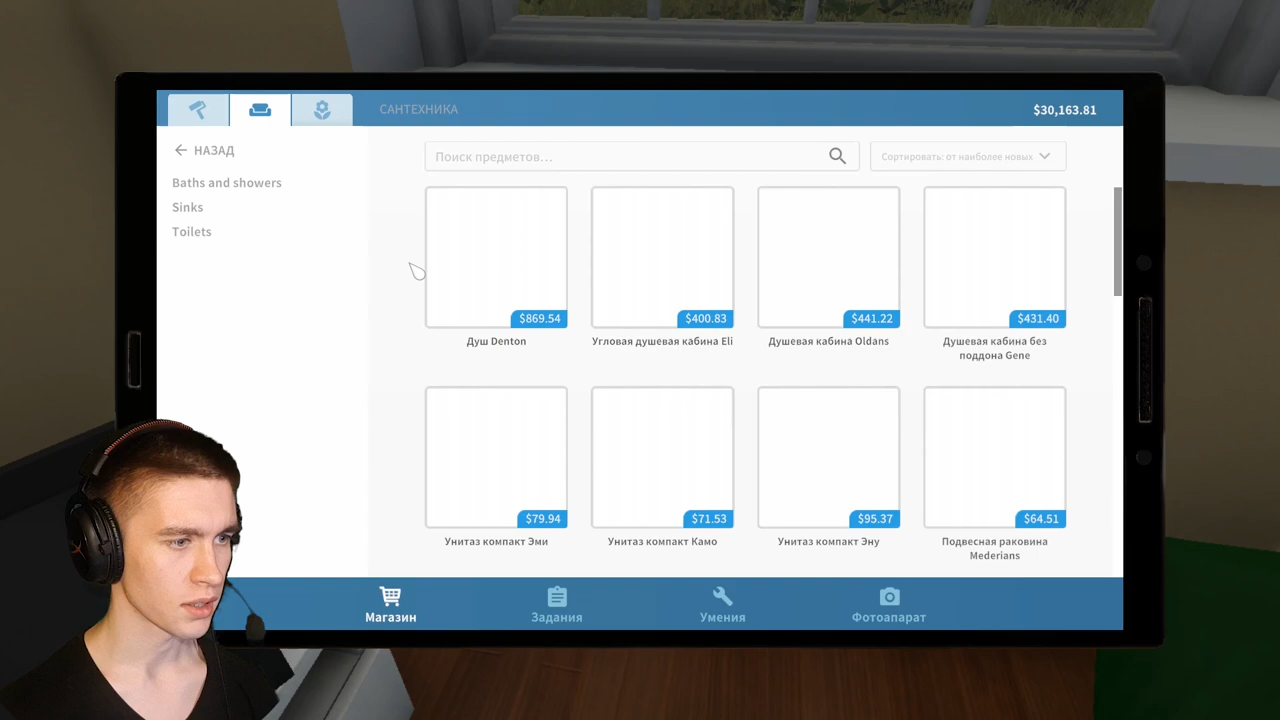 САНТЕХНИКА
$30,163.81
НАЗАД
Baths and showers
Sinks
Toilets
Поиск предметов...
Сортировать: от наиболее новых
$869.54
$400.83
$441.22
$431.40
Душ Denton
Угловая душевая кабина Eli
Душевая кабина Oldans
Душевая кабина без
поддона Gene
$79.94
$71.53
$95.37
$64.51
Унитаз компакт Эми
Унитаз компакт Камо
Унитаз компакт Эну
Подвесная раковина
Mederians
Магазин
Задания
Умения
Фотоапарат